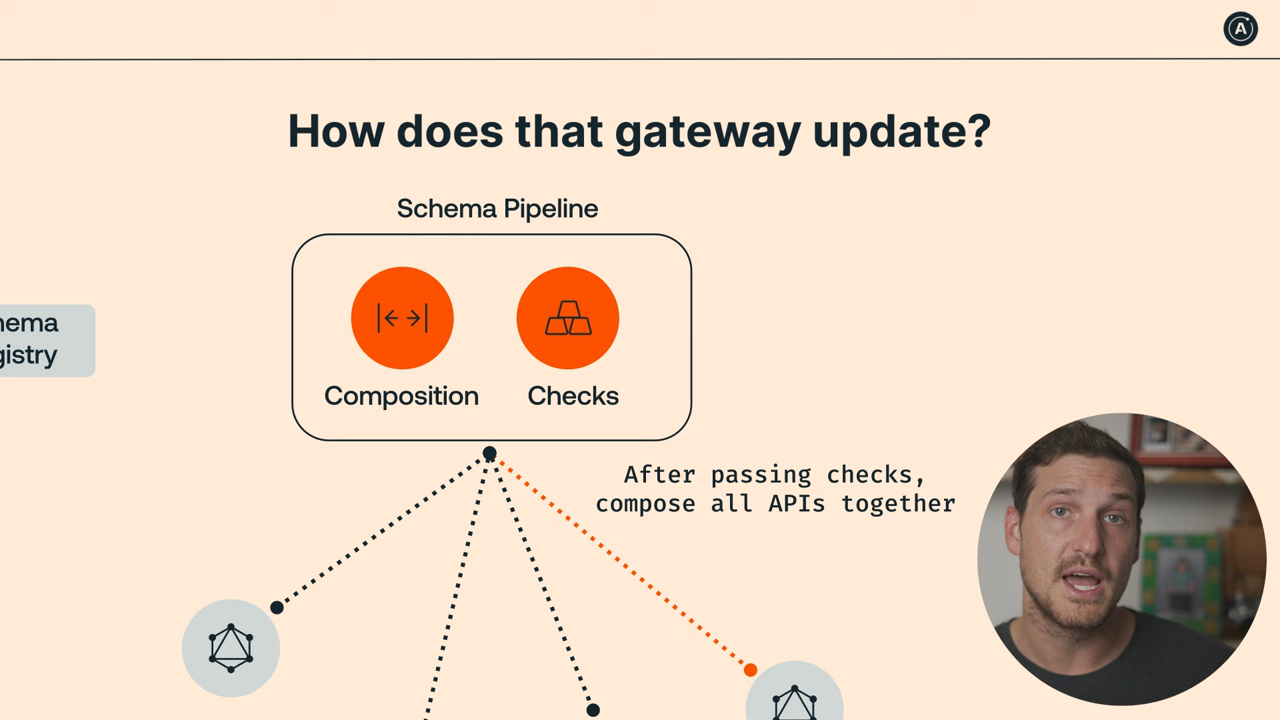 A
How does that gateway update?
Schema Pipeline
hema
gistry
Composition
Checks
After passing checks,
compose all APIs together